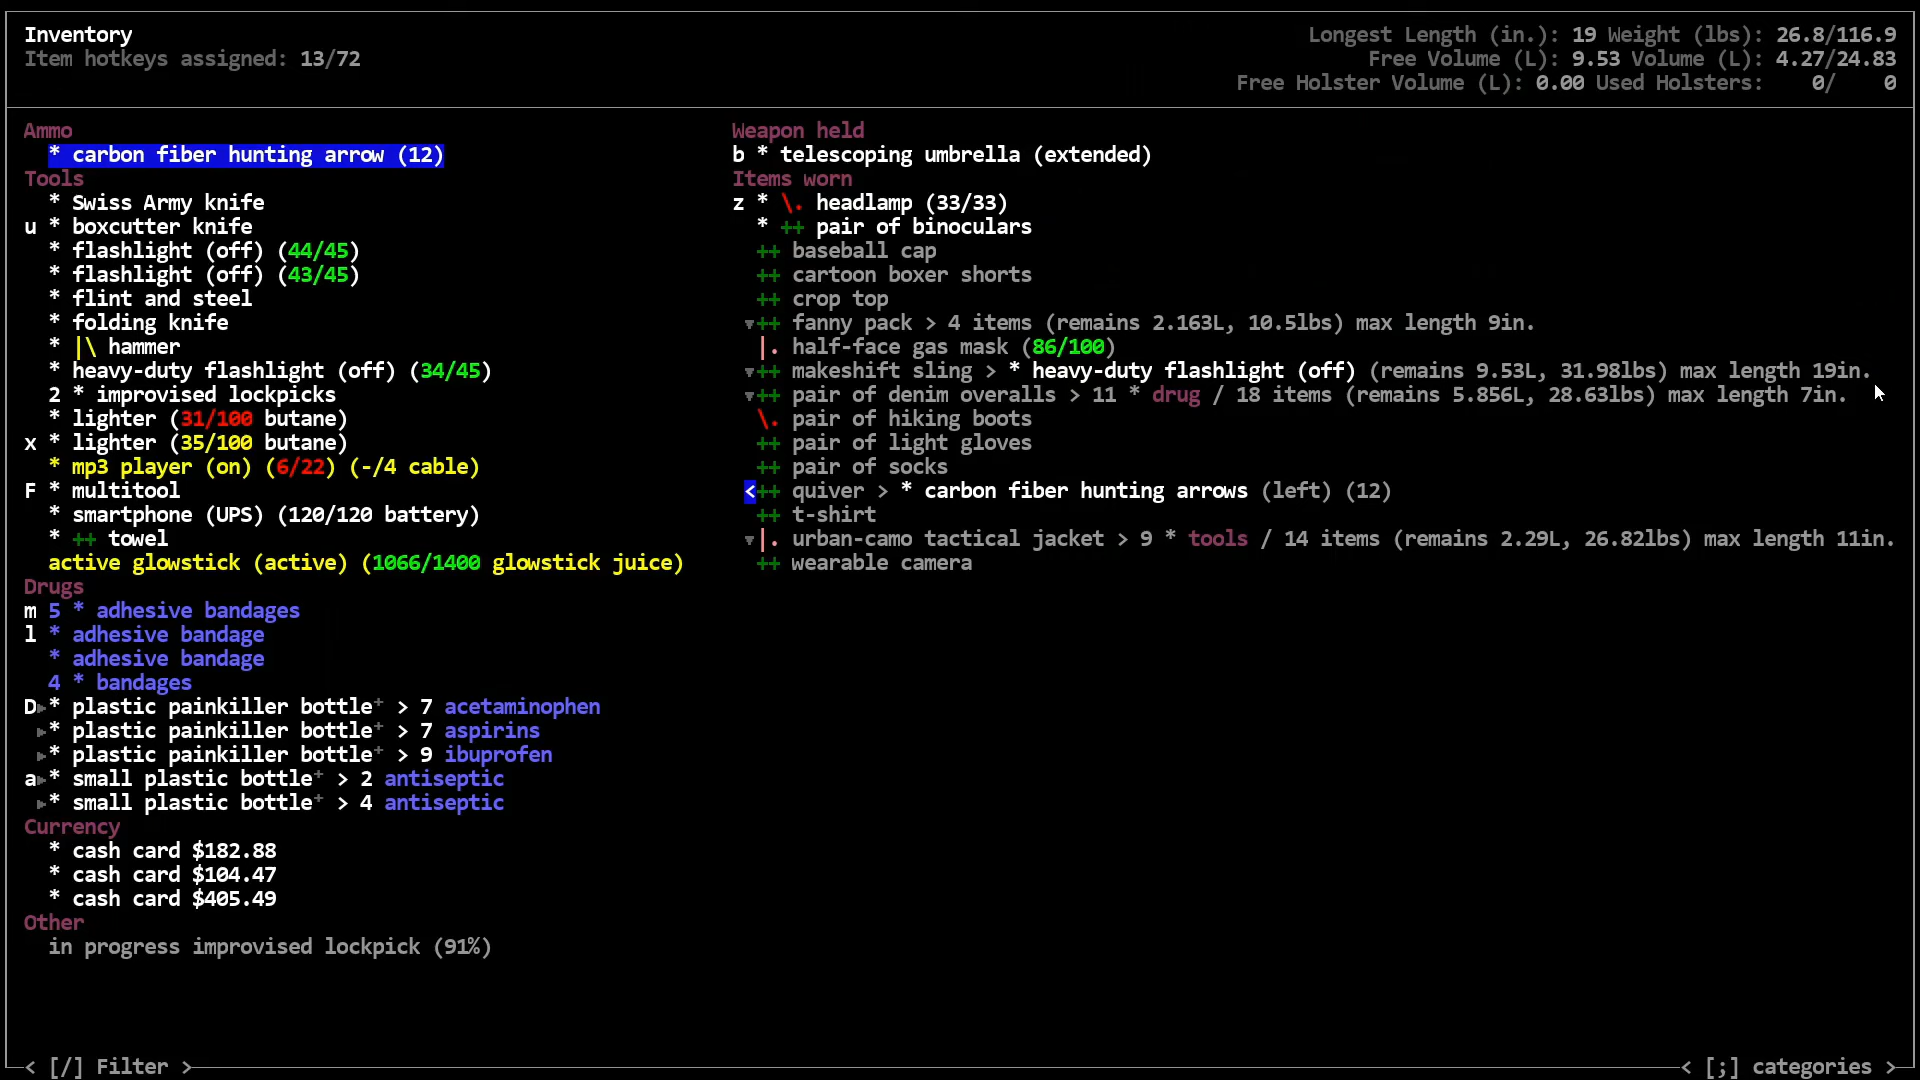 Inventory
Item hotkeys assigned: 13/72
Longest Length (in.): 19 Weight (lbs): 26.8/116.9
Free Volume (L): 9.53 Volume (L): 4.27/24.83
Free Holster Volume (L): 0.00 Used Holsters: 0/ 0
Ammo
* carbon fiber hunting arrow (12)
Tools
* Swiss Army knife
u * boxcutter knife
* flashlight (off) (44/45)
* flashlight (off) (43/45)
* flint and steel
* folding knife
* |\ hammer
* heavy-duty flashlight (off) (34/45)
2 * improvised lockpicks
* lighter (31/100 butane)
x * lighter (35/100 butane)
* mp3 player (on) (6/22) (-/4 cable)
F * multitool
* smartphone (UPS) (120/120 battery)
* ++ towel
active glowstick (active) (1066/1400 glowstick juice)
Drugs
m 5 * adhesive bandages
l * adhesive bandage
* adhesive bandage
4 * bandages
D▸* plastic painkiller bottle⁺ > 7 acetaminophen
▸* plastic painkiller bottle⁺ > 7 aspirins
▸* plastic painkiller bottle⁺ > 9 ibuprofen
a▸* small plastic bottle⁺ > 2 antiseptic
▸* small plastic bottle⁺ > 4 antiseptic
Currency
* cash card $182.88
* cash card $104.47
* cash card $405.49
Other
in progress improvised lockpick (91%)
Weapon held
b * telescoping umbrella (extended)
Items worn
z * \. headlamp (33/33)
* ++ pair of binoculars
++ baseball cap
++ cartoon boxer shorts
++ crop top
▾++ fanny pack > 4 items (remains 2.163L, 10.5lbs) max length 9in.
|. half-face gas mask (86/100)
▾++ makeshift sling > * heavy-duty flashlight (off) (remains 9.53L, 31.98lbs) max length 19in.
▾++ pair of denim overalls > 11 * drug / 18 items (remains 5.856L, 28.63lbs) max length 7in.
\. pair of hiking boots
++ pair of light gloves
++ pair of socks
<++ quiver > * carbon fiber hunting arrows (left) (12)
++ t-shirt
▾|. urban-camo tactical jacket > 9 * tools / 14 items (remains 2.29L, 26.82lbs) max length 11in.
++ wearable camera
< [/] Filter >
< [;] categories >